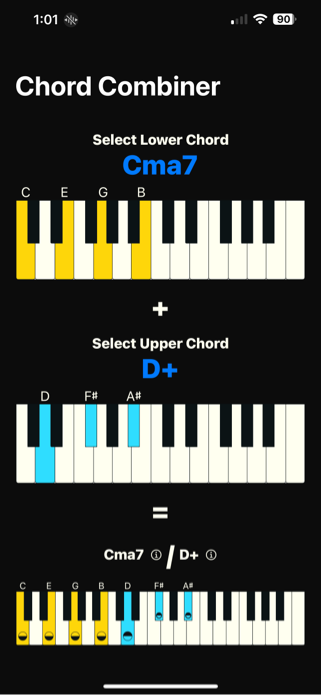 1:01 90
Chord Combiner
Select Lower Chord
Cma7
C E G B
+
Select Upper Chord
D+
D F# A#
=
Cma7 ⓘ / D+ ⓘ
C E G B D F# A#